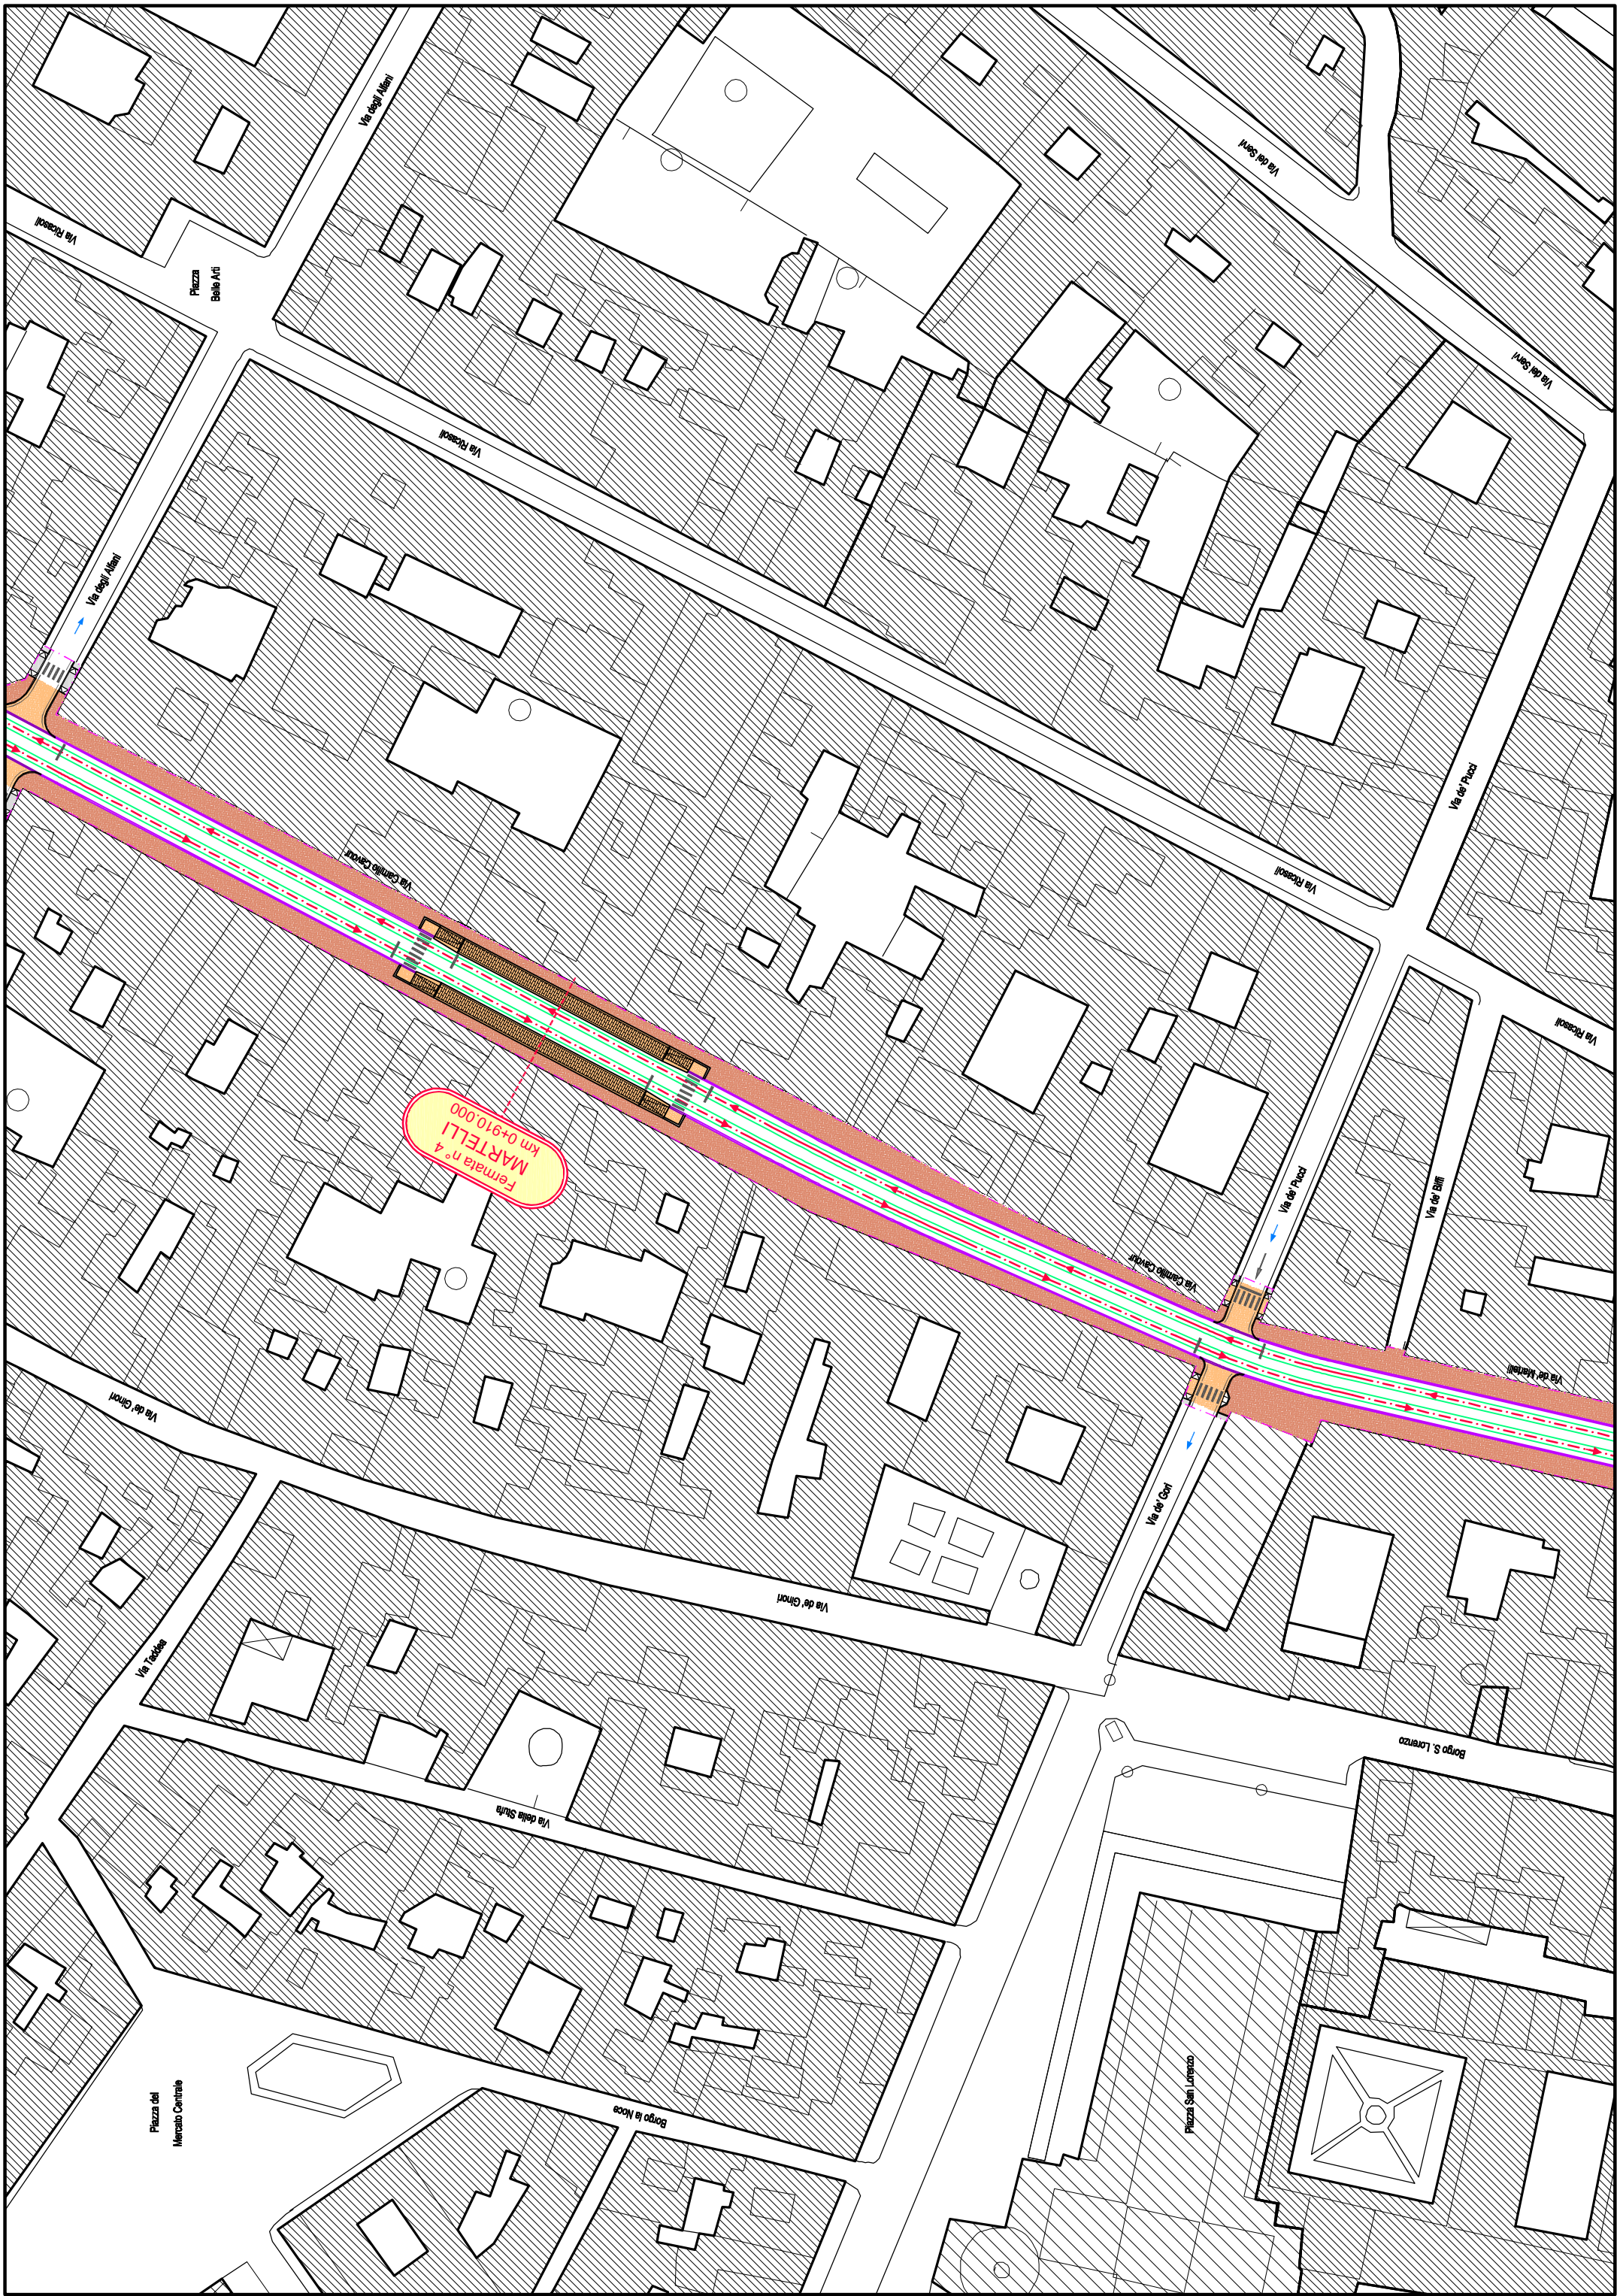 Via degli Alfani
Via dei Servi
Via Ricasoli
Piazza
Belle Arti
Via dei Servi
Via Ricasoli
Via degli Alfani
Via de' Pucci
Via Camillo Cavour
Via Ricasoli
Via Ricasoli
Fermata n° 4
MARTELLI
km 0+910.000
Via de' Pucci
Via de' Biffi
Via Camillo Cavour
Via de' Martelli
Via de' Ginori
Via de' Gori
Via de' Ginori
Via Taddea
Borgo S. Lorenzo
Via della Stufa
Piazza del
Mercato Centrale
Borgo la Noce
Piazza San Lorenzo